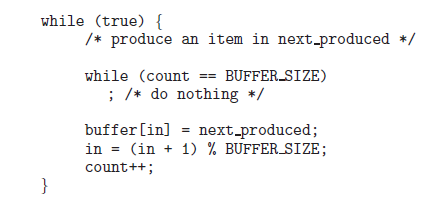 while (true) {
/* produce an item in next_produced */
while (count == BUFFER_SIZE)
; /* do nothing */
buffer[in] = next_produced;
in = (in + 1) % BUFFER_SIZE;
count++;
}